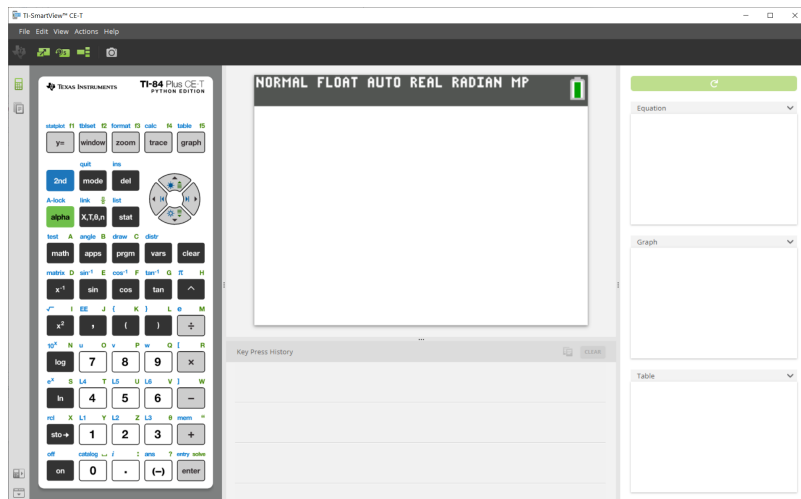 TI-SmartView™ CE-T
File Edit View Actions Help
TEXAS INSTRUMENTS TI-84 Plus CE-T
PYTHON EDITION
NORMAL FLOAT AUTO REAL RADIAN MP
Equation
Graph
Table
Key Press History CLEAR
statplot f1 tblset f2 format f3 calc f4 table f5
y= window zoom trace graph
quit ins
2nd mode del
A-lock link list
alpha X,T,θ,n stat
test A angle B draw C distr
math apps prgm vars clear
matrix D sin⁻¹ E cos⁻¹ F tan⁻¹ G π H
x⁻¹ sin cos tan ^
√ I EE J { K } L e M
x² , ( ) ÷
10ˣ N u O v P w Q [ R
log 7 8 9 ×
eˣ S L4 T L5 U L6 V ] W
ln 4 5 6 −
rcl X L1 Y L2 Z L3 θ mem "
sto→ 1 2 3 +
off catalog i : ans ? entry solve
on 0 . (−) enter